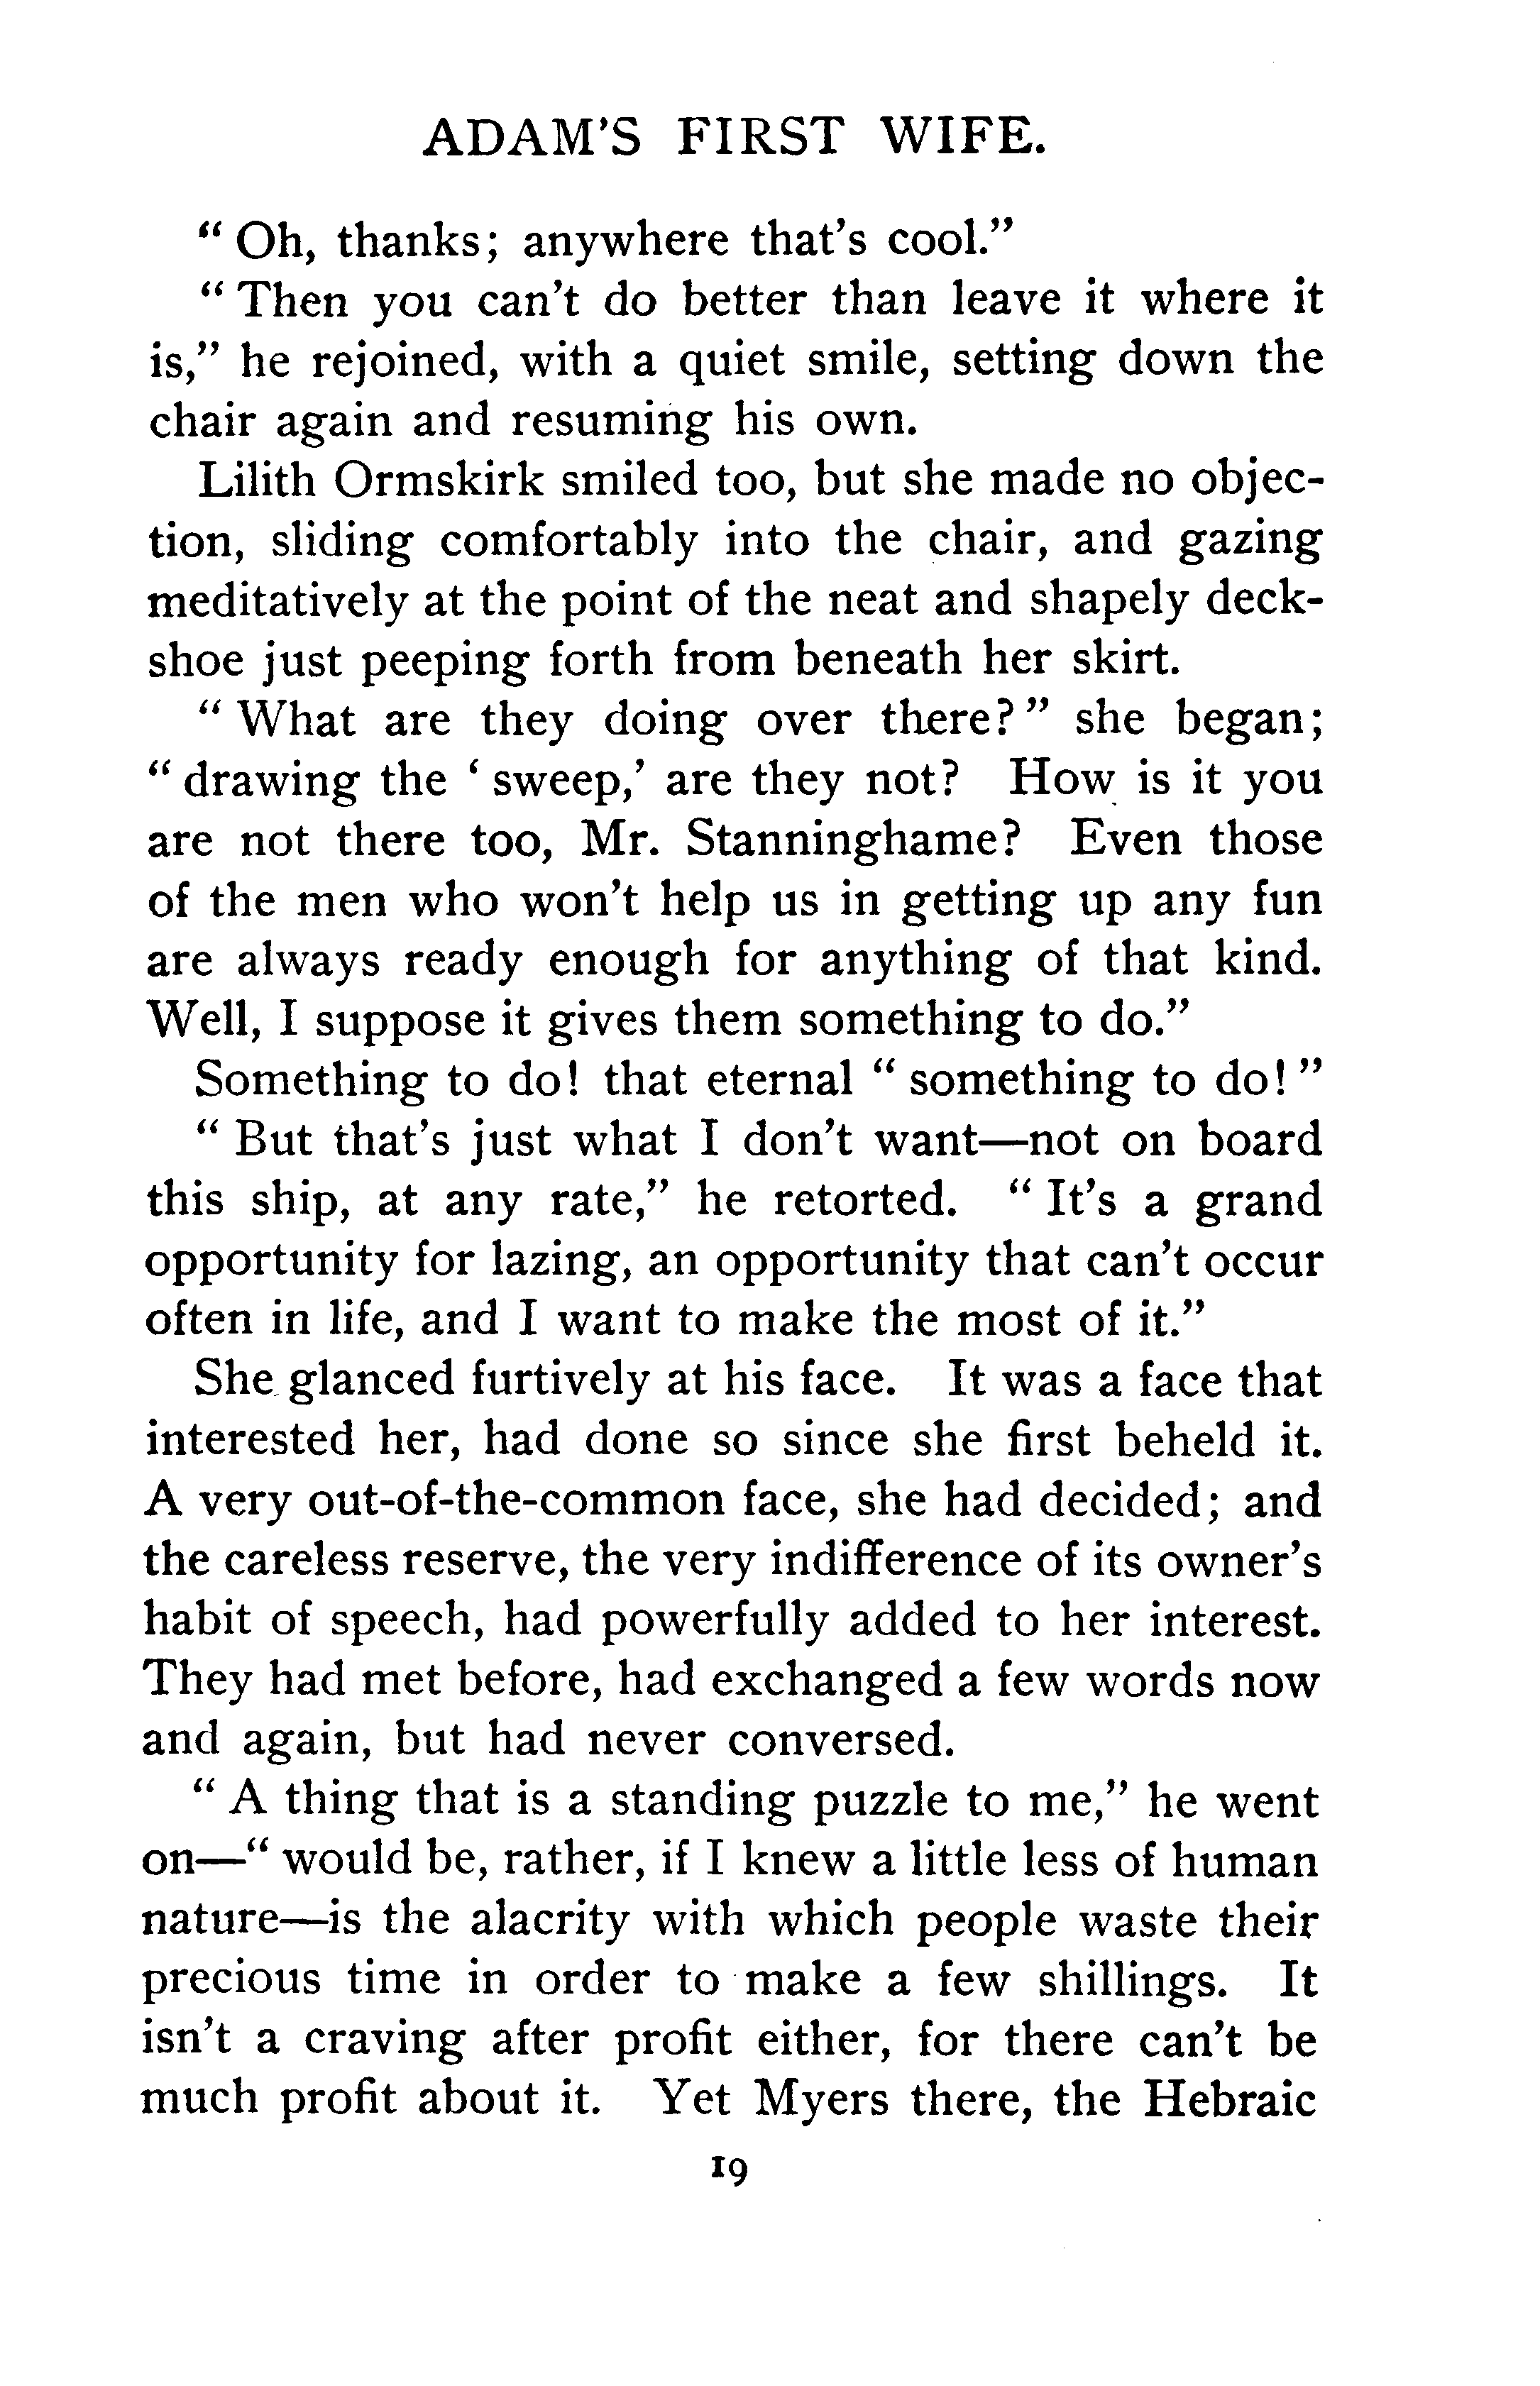 ADAM'S FIRST WIFE.
"Oh, thanks; anywhere that's cool."
"Then you can't do better than leave it where it
is," he rejoined, with a quiet smile, setting down the
chair again and resuming his own.
Lilith Ormskirk smiled too, but she made no objec-
tion, sliding comfortably into the chair, and gazing
meditatively at the point of the neat and shapely deck-
shoe just peeping forth from beneath her skirt.
"What are they doing over there?" she began;
"drawing the 'sweep,' are they not? How is it you
are not there too, Mr. Stanninghame? Even those
of the men who won't help us in getting up any fun
are always ready enough for anything of that kind.
Well, I suppose it gives them something to do."
Something to do! that eternal "something to do!"
"But that's just what I don't want—not on board
this ship, at any rate," he retorted. "It's a grand
opportunity for lazing, an opportunity that can't occur
often in life, and I want to make the most of it."
She glanced furtively at his face. It was a face that
interested her, had done so since she first beheld it.
A very out-of-the-common face, she had decided; and
the careless reserve, the very indifference of its owner's
habit of speech, had powerfully added to her interest.
They had met before, had exchanged a few words now
and again, but had never conversed.
"A thing that is a standing puzzle to me," he went
on—"would be, rather, if I knew a little less of human
nature—is the alacrity with which people waste their
precious time in order to make a few shillings. It
isn't a craving after profit either, for there can't be
much profit about it. Yet Myers there, the Hebraic
19